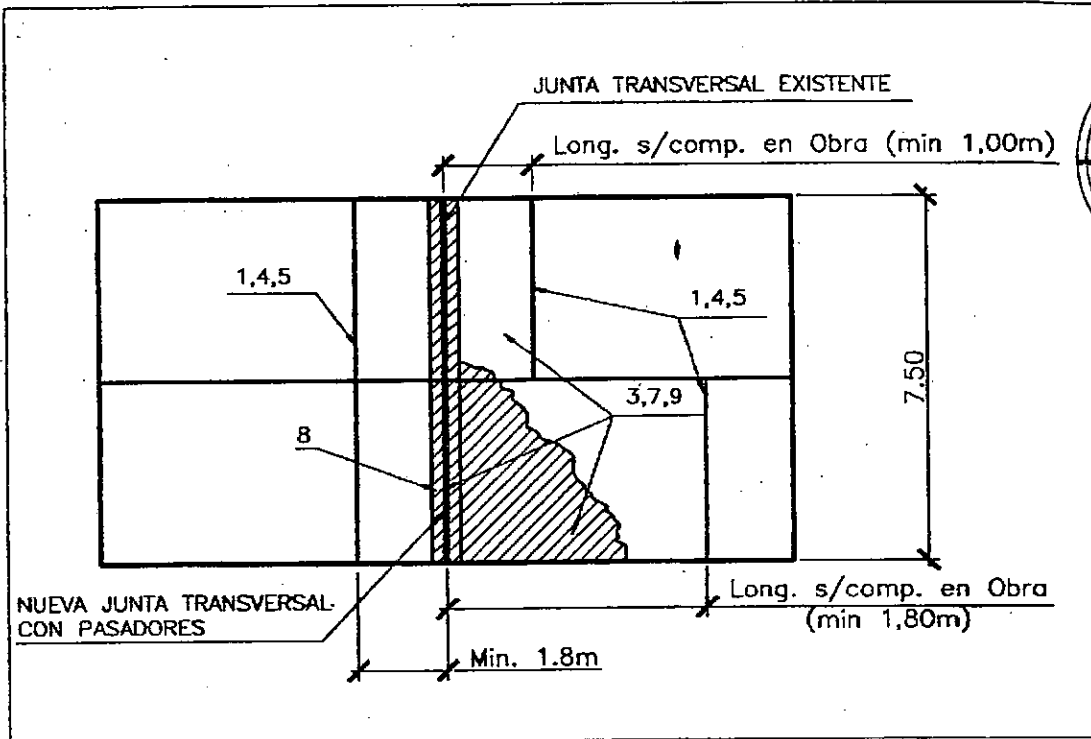 JUNTA TRANSVERSAL EXISTENTE
Long. s/comp. en Obra (min 1,00m)
1,4,5
1,4,5
7.50
3,7,9
8
NUEVA JUNTA TRANSVERSAL
CON PASADORES
Long. s/comp. en Obra
(min 1,80m)
Min. 1.8m